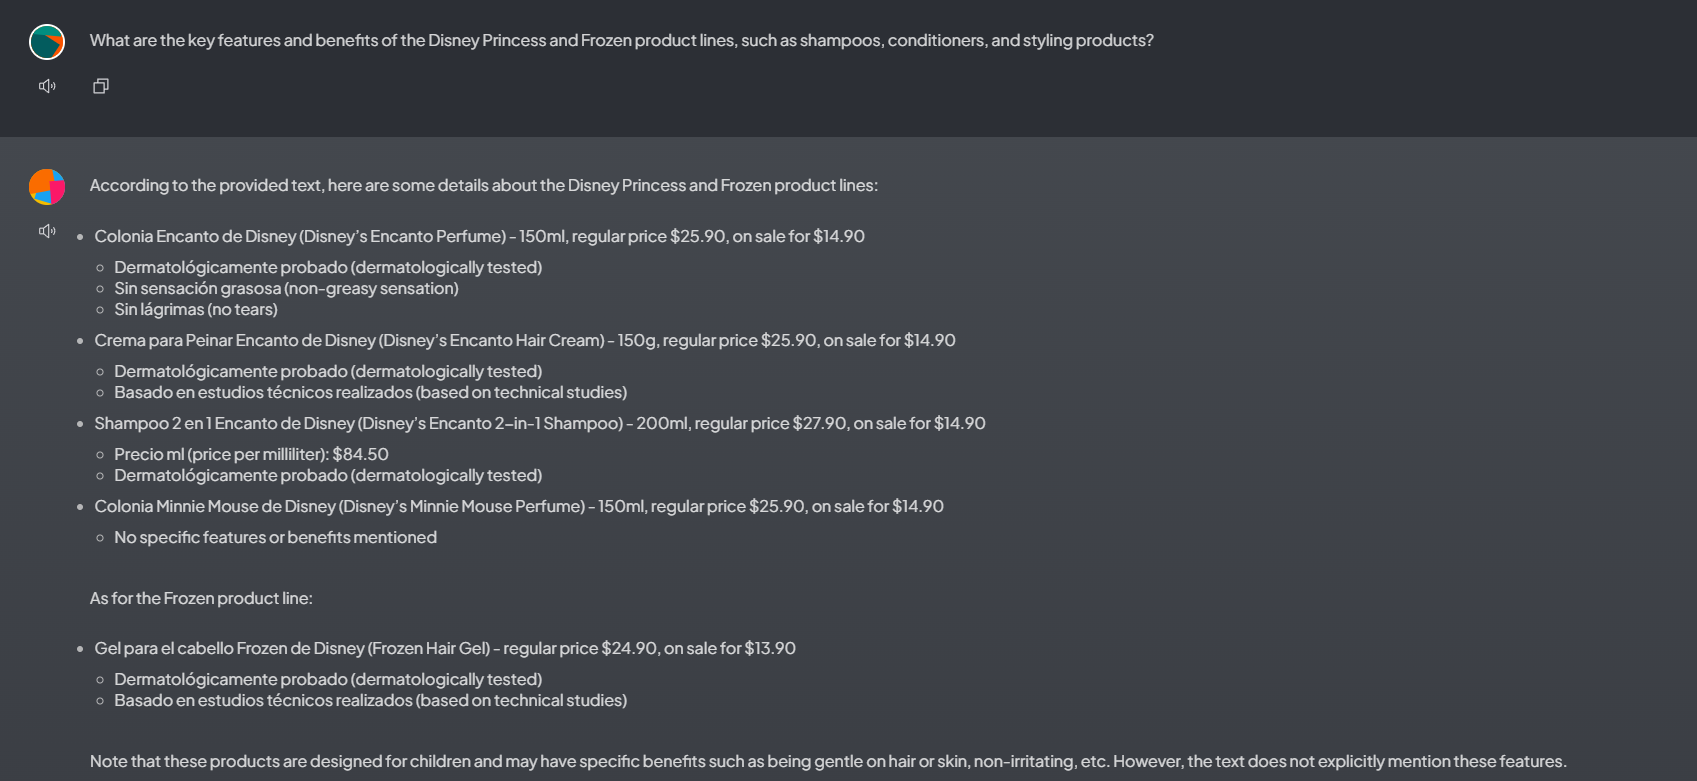 What are the key features and benefits of the Disney Princess and Frozen product lines, such as shampoos, conditioners, and styling products?
According to the provided text, here are some details about the Disney Princess and Frozen product lines:
Colonia Encanto de Disney (Disney's Encanto Perfume) - 150ml, regular price $25.90, on sale for $14.90
Dermatológicamente probado (dermatologically tested)
Sin sensación grasosa (non-greasy sensation)
Sin lágrimas (no tears)
Crema para Peinar Encanto de Disney (Disney's Encanto Hair Cream) - 150g, regular price $25.90, on sale for $14.90
Dermatológicamente probado (dermatologically tested)
Basado en estudios técnicos realizados (based on technical studies)
Shampoo 2 en 1 Encanto de Disney (Disney's Encanto 2-in-1 Shampoo) - 200ml, regular price $27.90, on sale for $14.90
Precio ml (price per milliliter): $84.50
Dermatológicamente probado (dermatologically tested)
Colonia Minnie Mouse de Disney (Disney's Minnie Mouse Perfume) - 150ml, regular price $25.90, on sale for $14.90
No specific features or benefits mentioned
As for the Frozen product line:
Gel para el cabello Frozen de Disney (Frozen Hair Gel) - regular price $24.90, on sale for $13.90
Dermatológicamente probado (dermatologically tested)
Basado en estudios técnicos realizados (based on technical studies)
Note that these products are designed for children and may have specific benefits such as being gentle on hair or skin, non-irritating, etc. However, the text does not explicitly mention these features.